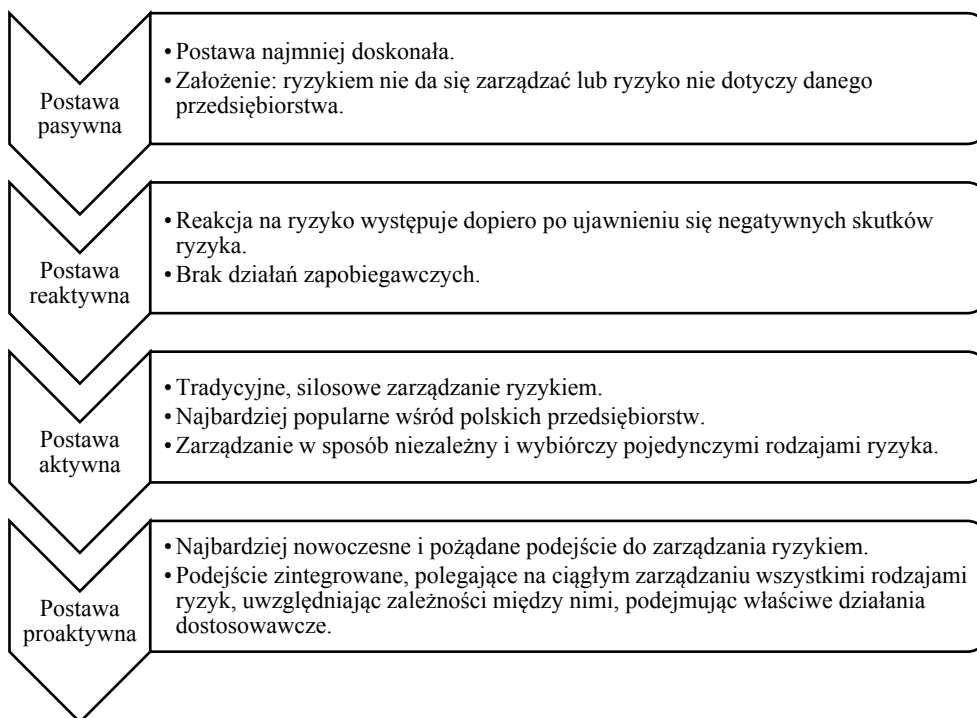 Postawa
pasywna
• Postawa najmniej doskonała.
• Założenie: ryzykiem nie da się zarządzać lub ryzyko nie dotyczy danego
przedsiębiorstwa.
Postawa
reaktywna
• Reakcja na ryzyko występuje dopiero po ujawnieniu się negatywnych skutków
ryzyka.
• Brak działań zapobiegawczych.
Postawa
aktywna
• Tradycyjne, silosowe zarządzanie ryzykiem.
• Najbardziej popularne wśród polskich przedsiębiorstw.
• Zarządzanie w sposób niezależny i wybiórczy pojedynczymi rodzajami ryzyka.
Postawa
proaktywna
• Najbardziej nowoczesne i pożądane podejście do zarządzania ryzykiem.
• Podejście zintegrowane, polegające na ciągłym zarządzaniu wszystkimi rodzajami
ryzyk, uwzględniając zależności między nimi, podejmując właściwe działania
dostosowawcze.